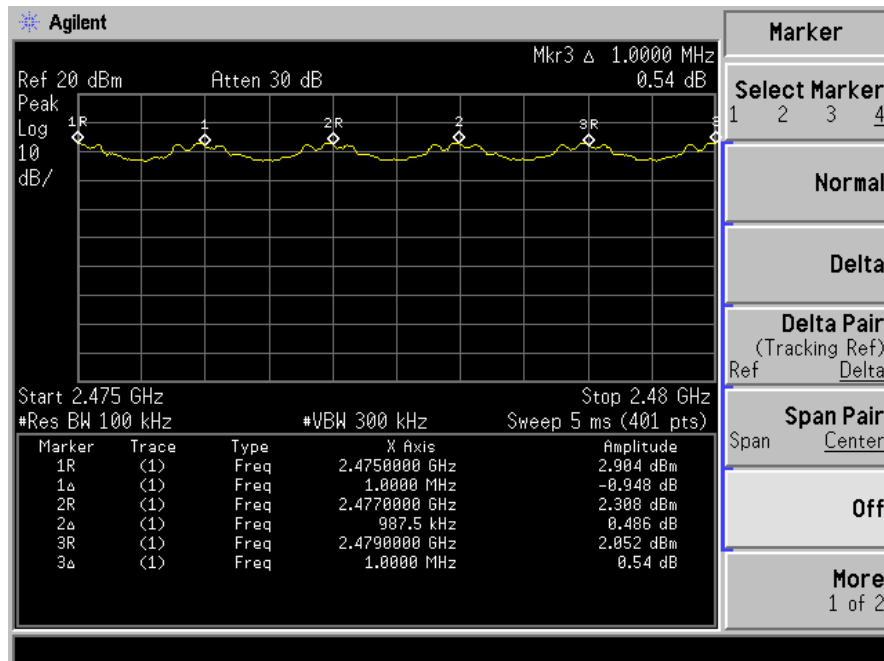 Agilent
Mkr3 Δ 1.0000 MHz
Ref 20 dBm Atten 30 dB 0.54 dB
Peak
Log
10
dB/
1R 1 2R 2 3R 3
Start 2.475 GHz Stop 2.48 GHz
#Res BW 100 kHz #VBW 300 kHz Sweep 5 ms (401 pts)
Marker Trace Type X Axis Amplitude
1R (1) Freq 2.4750000 GHz 2.904 dBm
1Δ (1) Freq 1.0000 MHz -0.948 dB
2R (1) Freq 2.4770000 GHz 2.308 dBm
2Δ (1) Freq 987.5 kHz 0.486 dB
3R (1) Freq 2.4790000 GHz 2.052 dBm
3Δ (1) Freq 1.0000 MHz 0.54 dB
Marker
Select Marker
1 2 3 4
Normal
Delta
Delta Pair
(Tracking Ref)
Ref Delta
Span Pair
Span Center
Off
More
1 of 2